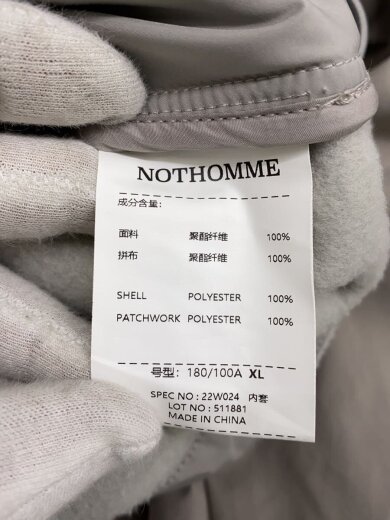 NOTHOMME
成分含量:
面料 聚酯纤维 100%
拼布 聚酯纤维 100%
SHELL POLYESTER 100%
PATCHWORK POLYESTER 100%
号型: 180/100A XL
SPEC NO : 22W024 内套
LOT NO : 511881
MADE IN CHINA